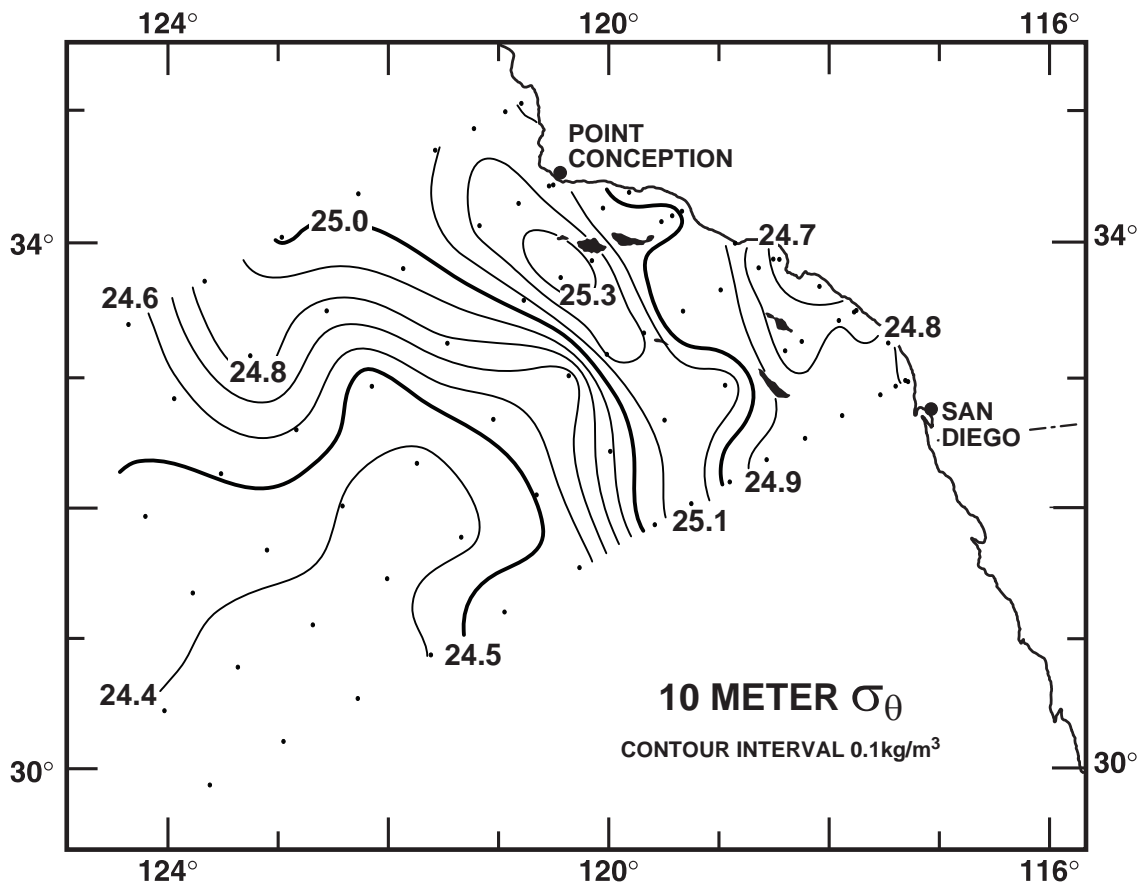 124° 120° 116°
POINT
CONCEPTION
25.0
24.7
34° 34°
24.6
25.3
24.8
24.8
SAN
DIEGO
24.9
25.1
24.5
24.4
10 METER σθ
CONTOUR INTERVAL 0.1kg/m³
30° 30°
124° 120° 116°